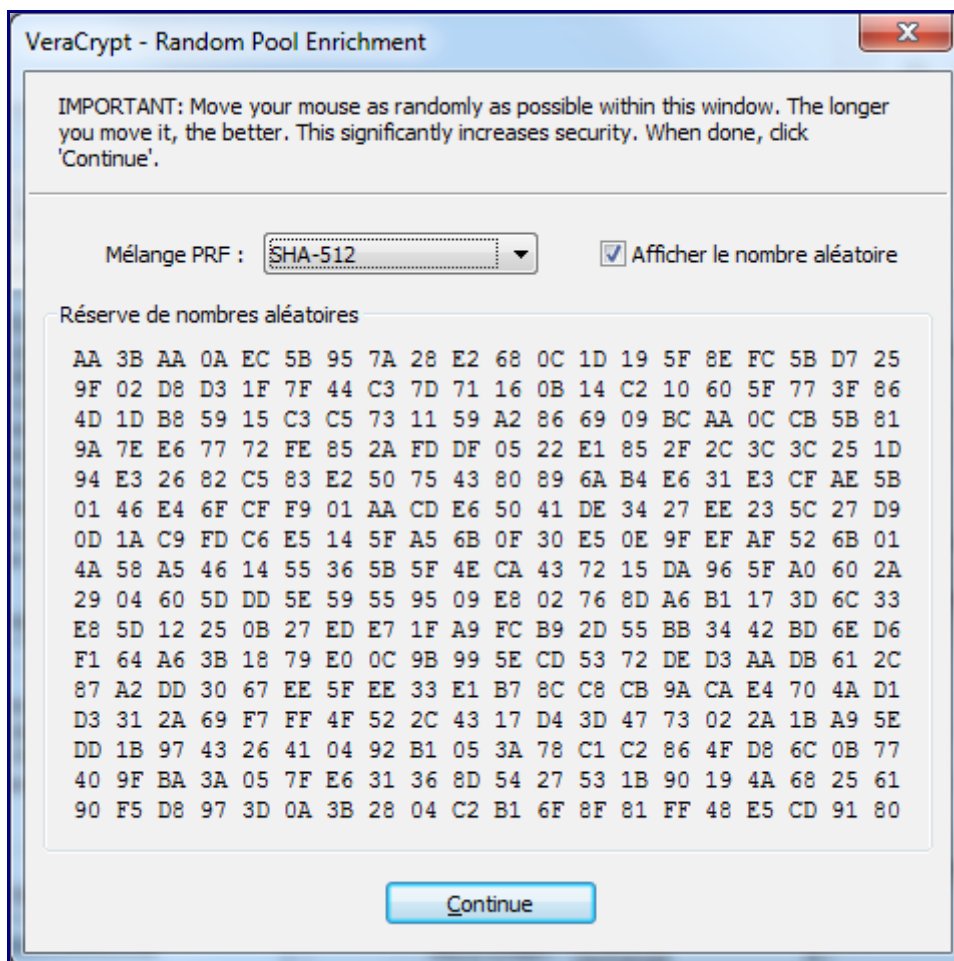 VeraCrypt - Random Pool Enrichment
IMPORTANT: Move your mouse as randomly as possible within this window. The longer
you move it, the better. This significantly increases security. When done, click
'Continue'.
Mélange PRF : SHA-512 Afficher le nombre aléatoire
Réserve de nombres aléatoires
AA 3B AA 0A EC 5B 95 7A 28 E2 68 0C 1D 19 5F 8E FC 5B D7 25
9F 02 D8 D3 1F 7F 44 C3 7D 71 16 0B 14 C2 10 60 5F 77 3F 86
4D 1D B8 59 15 C3 C5 73 11 59 A2 86 69 09 BC AA 0C CB 5B 81
9A 7E E6 77 72 FE 85 2A FD DF 05 22 E1 85 2F 2C 3C 3C 25 1D
94 E3 26 82 C5 83 E2 50 75 43 80 89 6A B4 E6 31 E3 CF AE 5B
01 46 E4 6F CF F9 01 AA CD E6 50 41 DE 34 27 EE 23 5C 27 D9
0D 1A C9 FD C6 E5 14 5F A5 6B 0F 30 E5 0E 9F EF AF 52 6B 01
4A 58 A5 46 14 55 36 5B 5F 4E CA 43 72 15 DA 96 5F A0 60 2A
29 04 60 5D DD 5E 59 55 95 09 E8 02 76 8D A6 B1 17 3D 6C 33
E8 5D 12 25 0B 27 ED E7 1F A9 FC B9 2D 55 BB 34 42 BD 6E D6
F1 64 A6 3B 18 79 E0 0C 9B 99 5E CD 53 72 DE D3 AA DB 61 2C
87 A2 DD 30 67 EE 5F EE 33 E1 B7 8C C8 CB 9A CA E4 70 4A D1
D3 31 2A 69 F7 FF 4F 52 2C 43 17 D4 3D 47 73 02 2A 1B A9 5E
DD 1B 97 43 26 41 04 92 B1 05 3A 78 C1 C2 86 4F D8 6C 0B 77
40 9F BA 3A 05 7F E6 31 36 8D 54 27 53 1B 90 19 4A 68 25 61
90 F5 D8 97 3D 0A 3B 28 04 C2 B1 6F 8F 81 FF 48 E5 CD 91 80
Continue